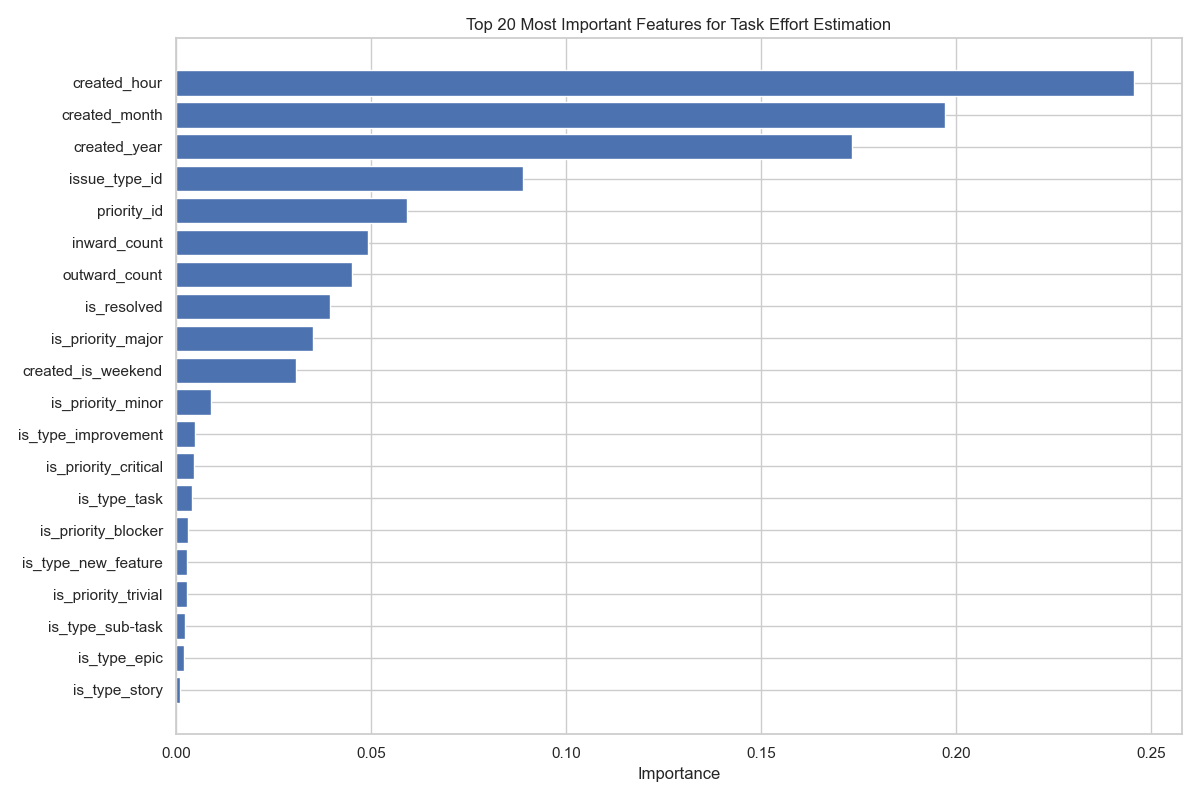 Top 20 Most Important Features for Task Effort Estimation
created_hour
created_month
created_year
issue_type_id
priority_id
inward_count
outward_count
is_resolved
is_priority_major
created_is_weekend
is_priority_minor
is_type_improvement
is_priority_critical
is_type_task
is_priority_blocker
is_type_new_feature
is_priority_trivial
is_type_sub-task
is_type_epic
is_type_story
0.00 0.05 0.10 0.15 0.20 0.25
Importance